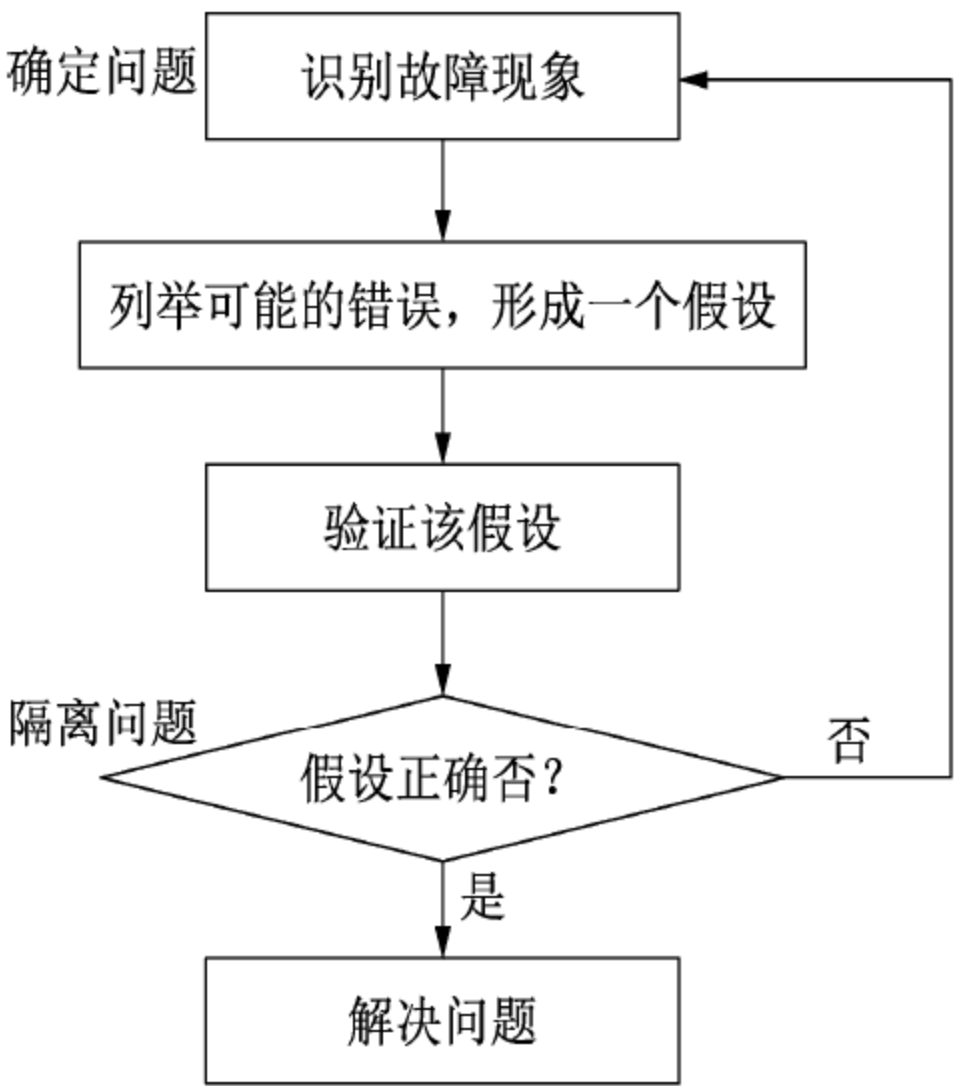 确定问题
识别故障现象
列举可能的错误，形成一个假设
验证该假设
隔离问题
假设正确否？
否
是
解决问题